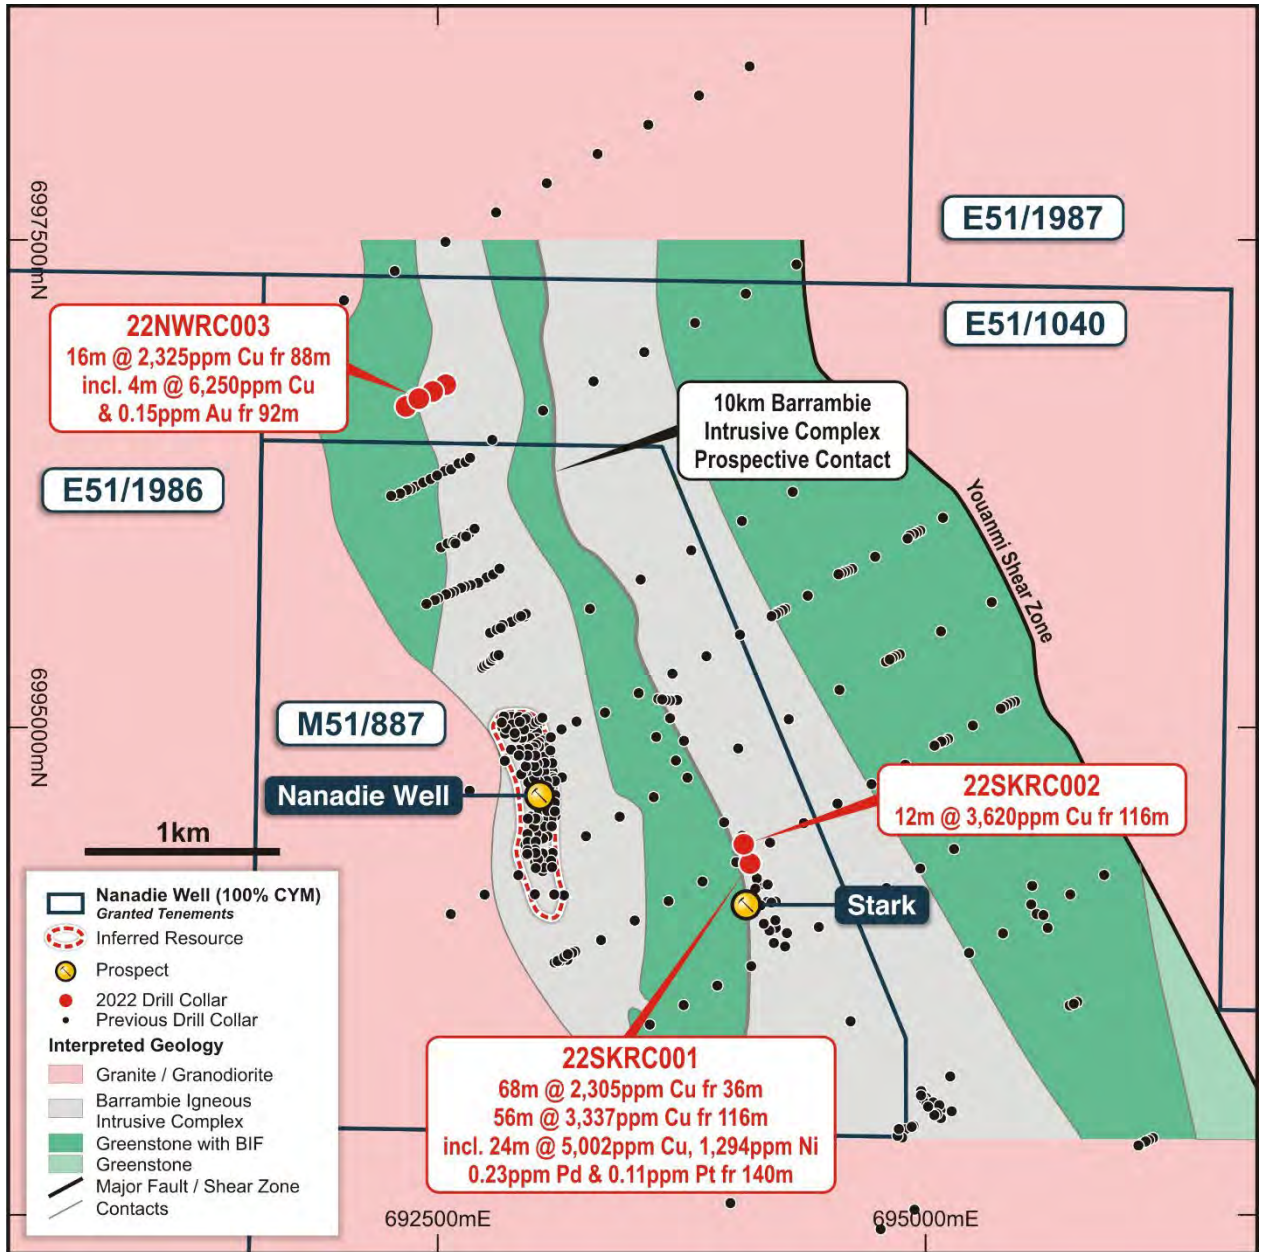 6997500mN
E51/1987
22NWRC003
16m @ 2,325ppm Cu fr 88m
incl. 4m @ 6,250ppm Cu
& 0.15ppm Au fr 92m
E51/1040
10km Barrambie
Intrusive Complex
Prospective Contact
E51/1986
Youanmi Shear Zone
6995000mN
M51/887
Nanadie Well
22SKRC002
12m @ 3,620ppm Cu fr 116m
1km
Stark
Nanadie Well (100% CYM)
Granted Tenements
Inferred Resource
Prospect
2022 Drill Collar
Previous Drill Collar
Interpreted Geology
Granite / Granodiorite
Barrambie Igneous
Intrusive Complex
Greenstone with BIF
Greenstone
Major Fault / Shear Zone
Contacts
22SKRC001
68m @ 2,305ppm Cu fr 36m
56m @ 3,337ppm Cu fr 116m
incl. 24m @ 5,002ppm Cu, 1,294ppm Ni
0.23ppm Pd & 0.11ppm Pt fr 140m
692500mE
695000mE